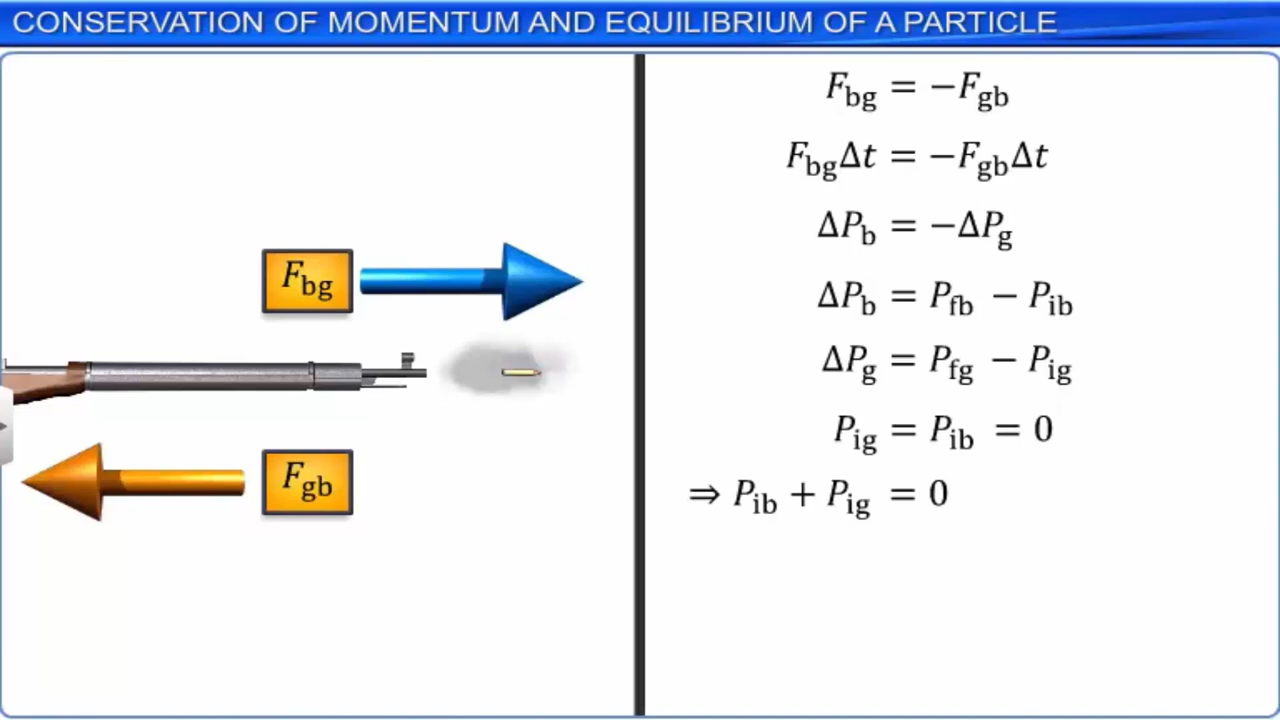 CONSERVATION OF MOMENTUM AND EQUILIBRIUM OF A PARTICLE
F_bg
F_gb
F_bg = −F_gb
F_bgΔt = −F_gbΔt
ΔP_b = −ΔP_g
ΔP_b = P_fb − P_ib
ΔP_g = P_fg − P_ig
P_ig = P_ib = 0
⇒ P_ib + P_ig = 0